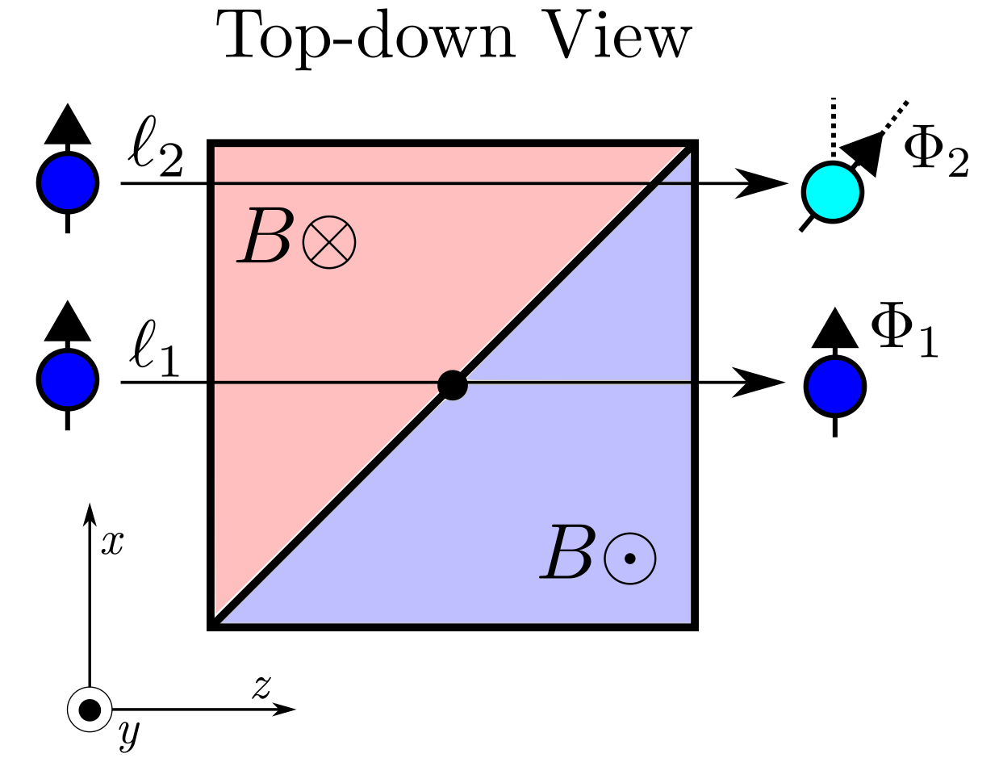 Top-down View
ℓ₂
Φ₂
B⊗
ℓ₁
Φ₁
B⊙
x
z
y